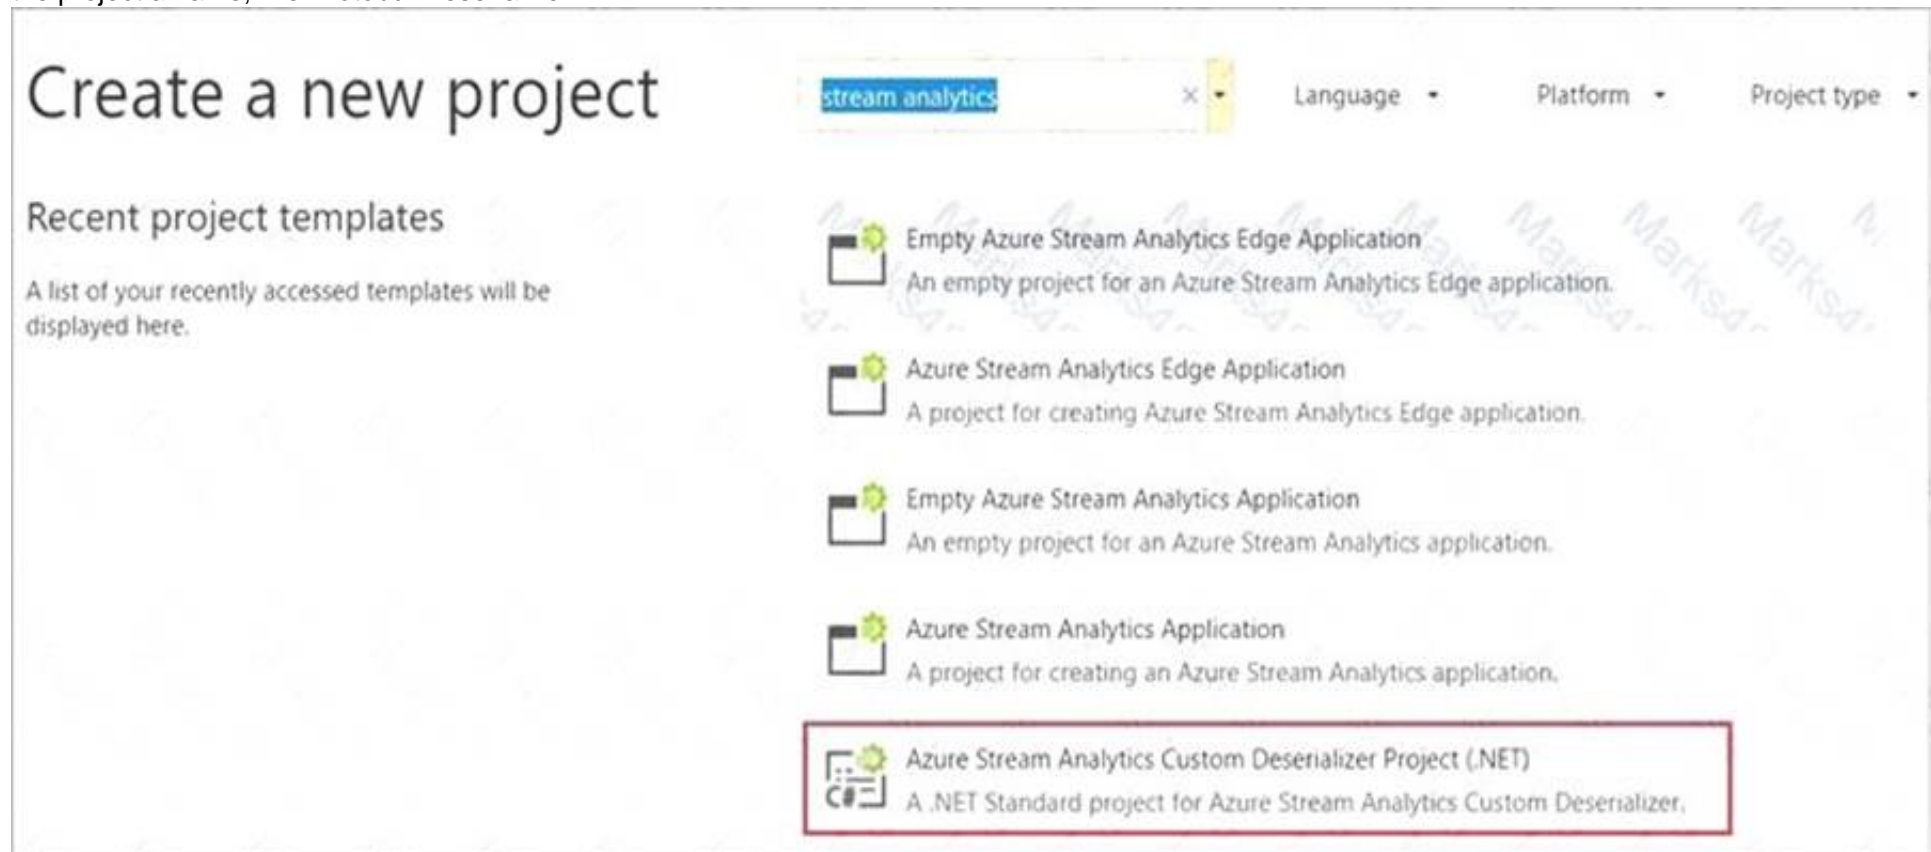 Create a new project
stream analytics
Language
Platform
Project type
Recent project templates
A list of your recently accessed templates will be
displayed here.
Empty Azure Stream Analytics Edge Application
An empty project for an Azure Stream Analytics Edge application.
Azure Stream Analytics Edge Application
A project for creating Azure Stream Analytics Edge application.
Empty Azure Stream Analytics Application
An empty project for an Azure Stream Analytics application.
Azure Stream Analytics Application
A project for creating an Azure Stream Analytics application.
C# Azure Stream Analytics Custom Deserializer Project (.NET)
A .NET Standard project for Azure Stream Analytics Custom Deserializer.